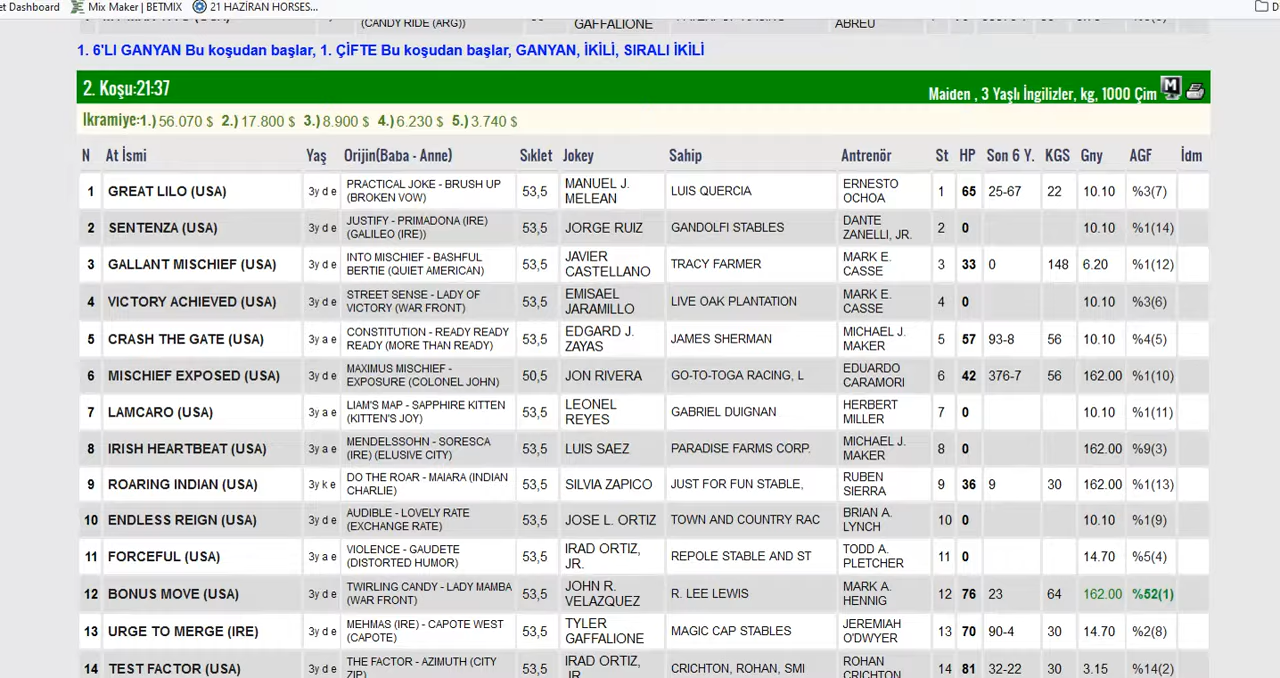 et Dashboard Mix Maker | BETMIX 21 HAZİRAN HORSES...
(CANDY RIDE (ARG)) GAFFALIONE ABREU
1. 6'LI GANYAN Bu koşudan başlar, 1. ÇİFTE Bu koşudan başlar, GANYAN, İKİLİ, SIRALI İKİLİ
2. Koşu:21:37 Maiden , 3 Yaşlı İngilizler, kg, 1000 Çim
İkramiye:1.) 56.070 $ 2.) 17.800 $ 3.) 8.900 $ 4.) 6.230 $ 5.) 3.740 $
N At İsmi Yaş Orijin(Baba - Anne) Sıklet Jokey Sahip Antrenör St HP Son 6 Y. KGS Gny AGF İdm
1 GREAT LILO (USA) 3y d e PRACTICAL JOKE - BRUSH UP (BROKEN VOW) 53,5 MANUEL J. MELEAN LUIS QUERCIA ERNESTO OCHOA 1 65 25-67 22 10.10 %3(7)
2 SENTENZA (USA) 3y d e JUSTIFY - PRIMADONA (IRE) (GALILEO (IRE)) 53,5 JORGE RUIZ GANDOLFI STABLES DANTE ZANELLI, JR. 2 0 10.10 %1(14)
3 GALLANT MISCHIEF (USA) 3y d e INTO MISCHIEF - BASHFUL BERTIE (QUIET AMERICAN) 53,5 JAVIER CASTELLANO TRACY FARMER MARK E. CASSE 3 33 0 148 6.20 %1(12)
4 VICTORY ACHIEVED (USA) 3y d e STREET SENSE - LADY OF VICTORY (WAR FRONT) 53,5 EMISAEL JARAMILLO LIVE OAK PLANTATION MARK E. CASSE 4 0 10.10 %3(6)
5 CRASH THE GATE (USA) 3y a e CONSTITUTION - READY READY READY (MORE THAN READY) 53,5 EDGARD J. ZAYAS JAMES SHERMAN MICHAEL J. MAKER 5 57 93-8 56 10.10 %4(5)
6 MISCHIEF EXPOSED (USA) 3y d e MAXIMUS MISCHIEF - EXPOSURE (COLONEL JOHN) 50,5 JON RIVERA GO-TO-TOGA RACING, L EDUARDO CARAMORI 6 42 376-7 56 162.00 %1(10)
7 LAMCARO (USA) 3y a e LIAM'S MAP - SAPPHIRE KITTEN (KITTEN'S JOY) 53,5 LEONEL REYES GABRIEL DUIGNAN HERBERT MILLER 7 0 10.10 %1(11)
8 IRISH HEARTBEAT (USA) 3y a e MENDELSSOHN - SORESCA (IRE) (ELUSIVE CITY) 53,5 LUIS SAEZ PARADISE FARMS CORP. MICHAEL J. MAKER 8 0 162.00 %9(3)
9 ROARING INDIAN (USA) 3y k e DO THE ROAR - MAIARA (INDIAN CHARLIE) 53,5 SILVIA ZAPICO JUST FOR FUN STABLE, RUBEN SIERRA 9 36 9 30 162.00 %1(13)
10 ENDLESS REIGN (USA) 3y d e AUDIBLE - LOVELY RATE (EXCHANGE RATE) 53,5 JOSE L. ORTIZ TOWN AND COUNTRY RAC BRIAN A. LYNCH 10 0 10.10 %1(9)
11 FORCEFUL (USA) 3y a e VIOLENCE - GAUDETE (DISTORTED HUMOR) 53,5 IRAD ORTIZ, JR. REPOLE STABLE AND ST TODD A. PLETCHER 11 0 14.70 %5(4)
12 BONUS MOVE (USA) 3y d e TWIRLING CANDY - LADY MAMBA (WAR FRONT) 53,5 JOHN R. VELAZQUEZ R. LEE LEWIS MARK A. HENNIG 12 76 23 64 162.00 %52(1)
13 URGE TO MERGE (IRE) 3y d e MEHMAS (IRE) - CAPOTE WEST (CAPOTE) 53,5 TYLER GAFFALIONE MAGIC CAP STABLES JEREMIAH O'DWYER 13 70 90-4 30 14.70 %2(8)
14 TEST FACTOR (USA) 3y d e THE FACTOR - AZIMUTH (CITY ZIP) 53,5 IRAD ORTIZ, JR. CRICHTON, ROHAN, SMI ROHAN CRICHTON 14 81 32-22 30 3.15 %14(2)